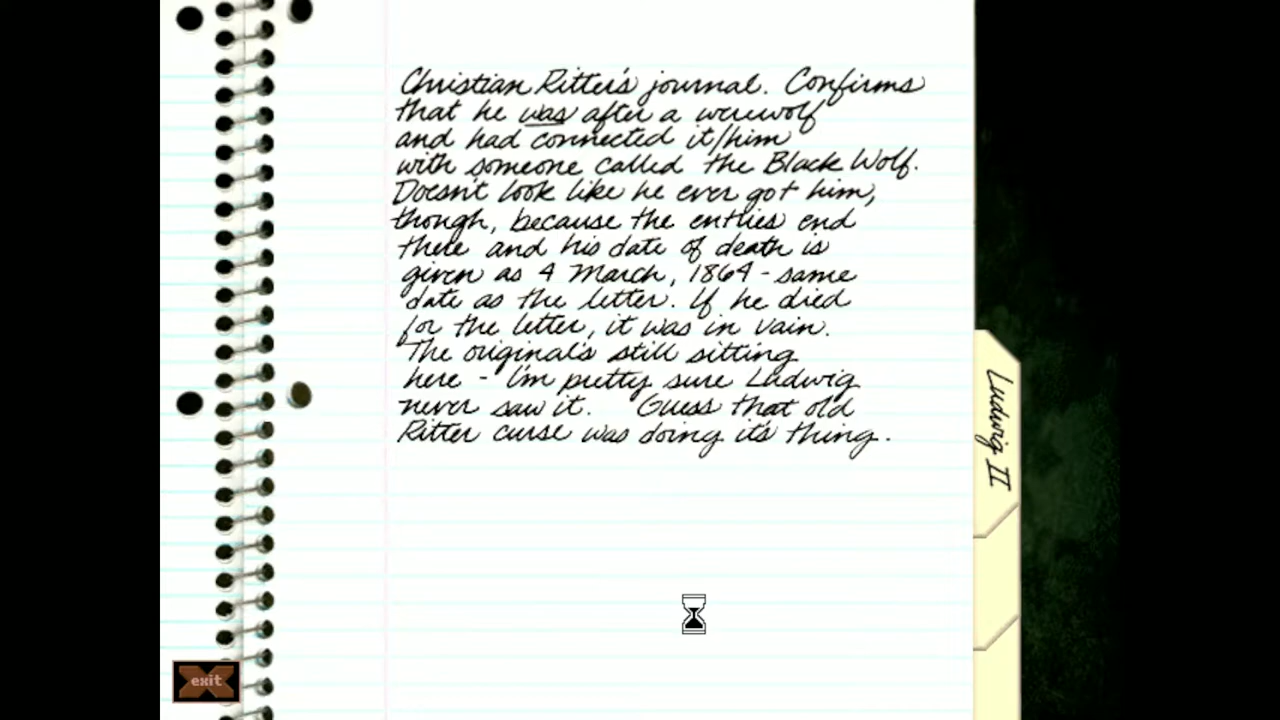 Christian Ritter's journal. Confirms
that he was after a werewolf
and had connected it/him
with someone called the Black Wolf.
Doesn't look like he ever got him,
though, because the entries end
there and his date of death is
given as 4 March, 1864 - same
date as the letter. If he died
for the letter, it was in vain.
The original's still sitting
here - I'm pretty sure Ludwig
never saw it. Guess that old
Ritter curse was doing it's thing.
Ludwig II
exit